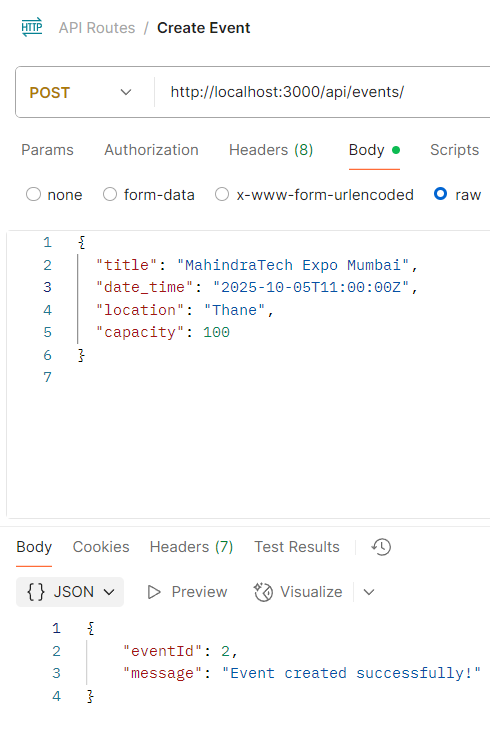 HTTP API Routes / Create Event
POST http://localhost:3000/api/events/
Params Authorization Headers (8) Body Scripts
none form-data x-www-form-urlencoded raw
1 {
2 "title": "MahindraTech Expo Mumbai",
3 "date_time": "2025-10-05T11:00:00Z",
4 "location": "Thane",
5 "capacity": 100
6 }
7
Body Cookies Headers (7) Test Results
{} JSON Preview Visualize
1 {
2 "eventId": 2,
3 "message": "Event created successfully!"
4 }